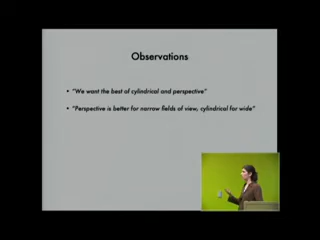 Observations
• "We want the best of cylindrical and perspective"
• "Perspective is better for narrow fields of view, cylindrical for wide"